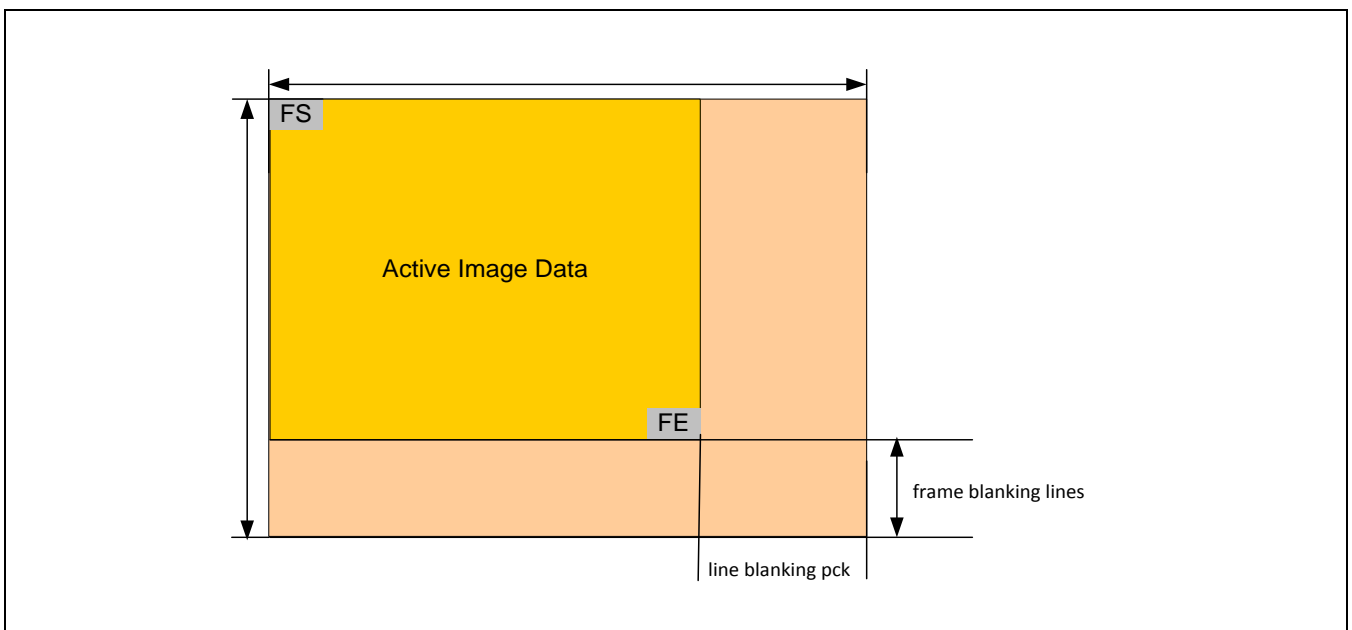 FS
Active Image Data
FE
frame blanking lines
line blanking pck